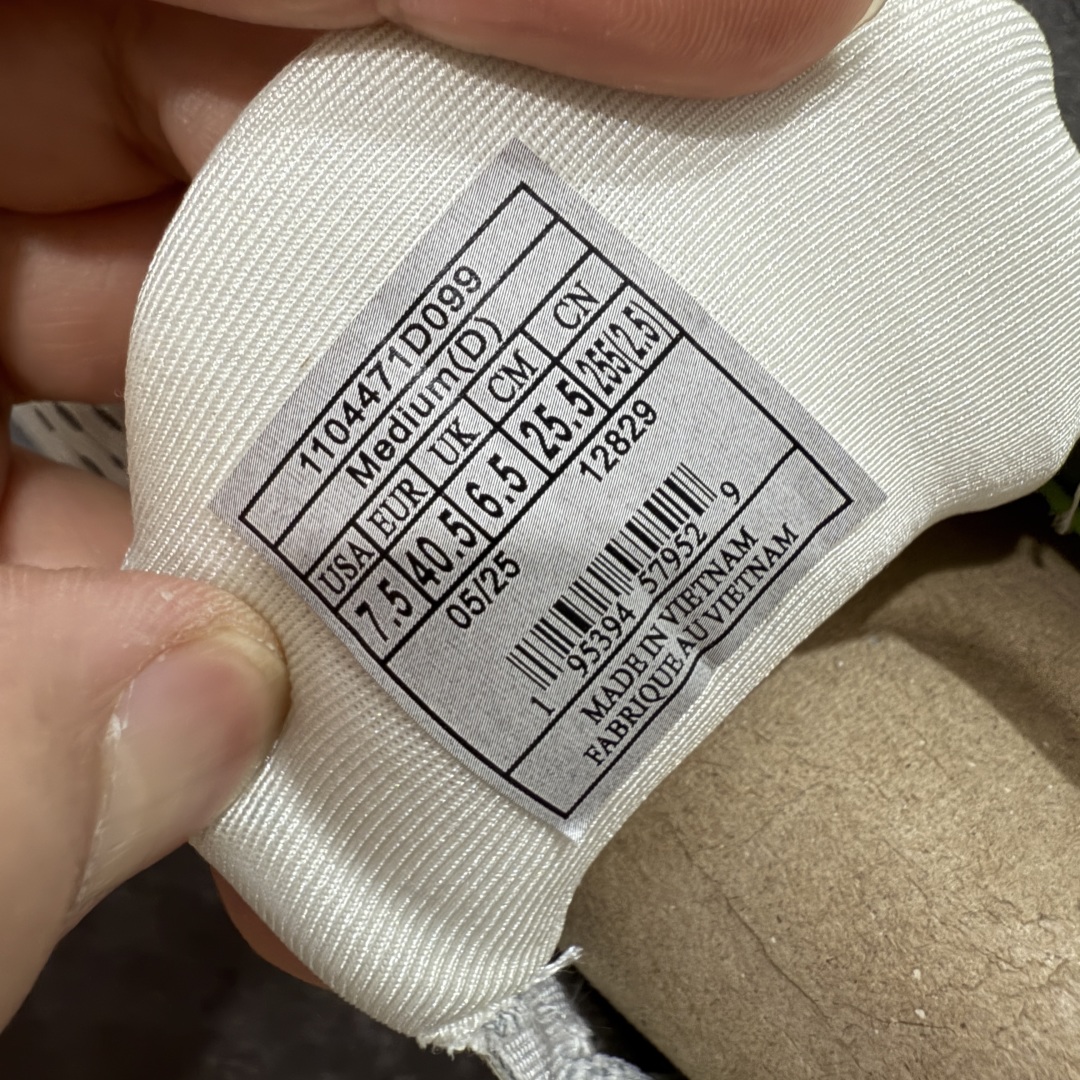 1104471D099
Medium(D)
USA EUR UK CM CN
7.5 40.5 6.5 25.5 255(2.5)
05/25 12829
1 95394 57952 9
MADE IN VIETNAM
FABRIQUE AU VIETNAM